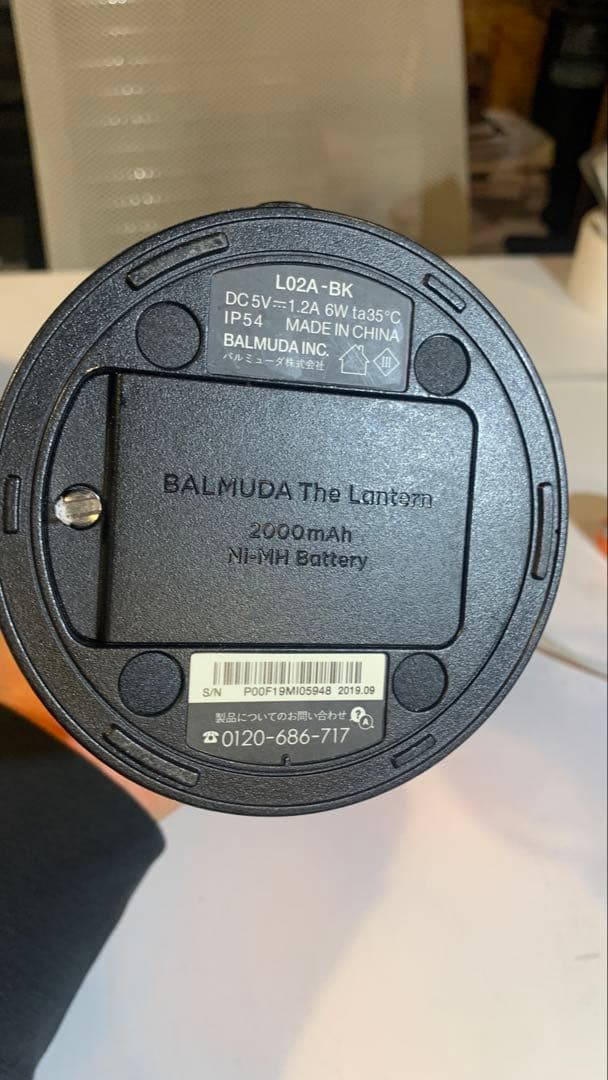 L02A-BK
DC 5V⎓1.2A 6W ta35°C
IP54 MADE IN CHINA
BALMUDA INC.
バルミューダ株式会社
III
BALMUDA The Lantern
2000mAh
Ni-MH Battery
S/N P00F19MI05948 2019.09
製品についてのお問い合わせ ? A
☎ 0120-686-717